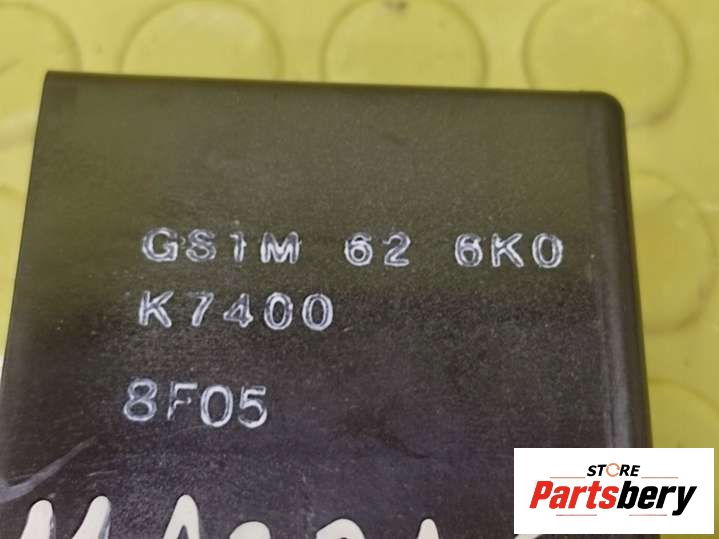 GS1M 62 6K0
K7400
8F05
STORE
Partsbery